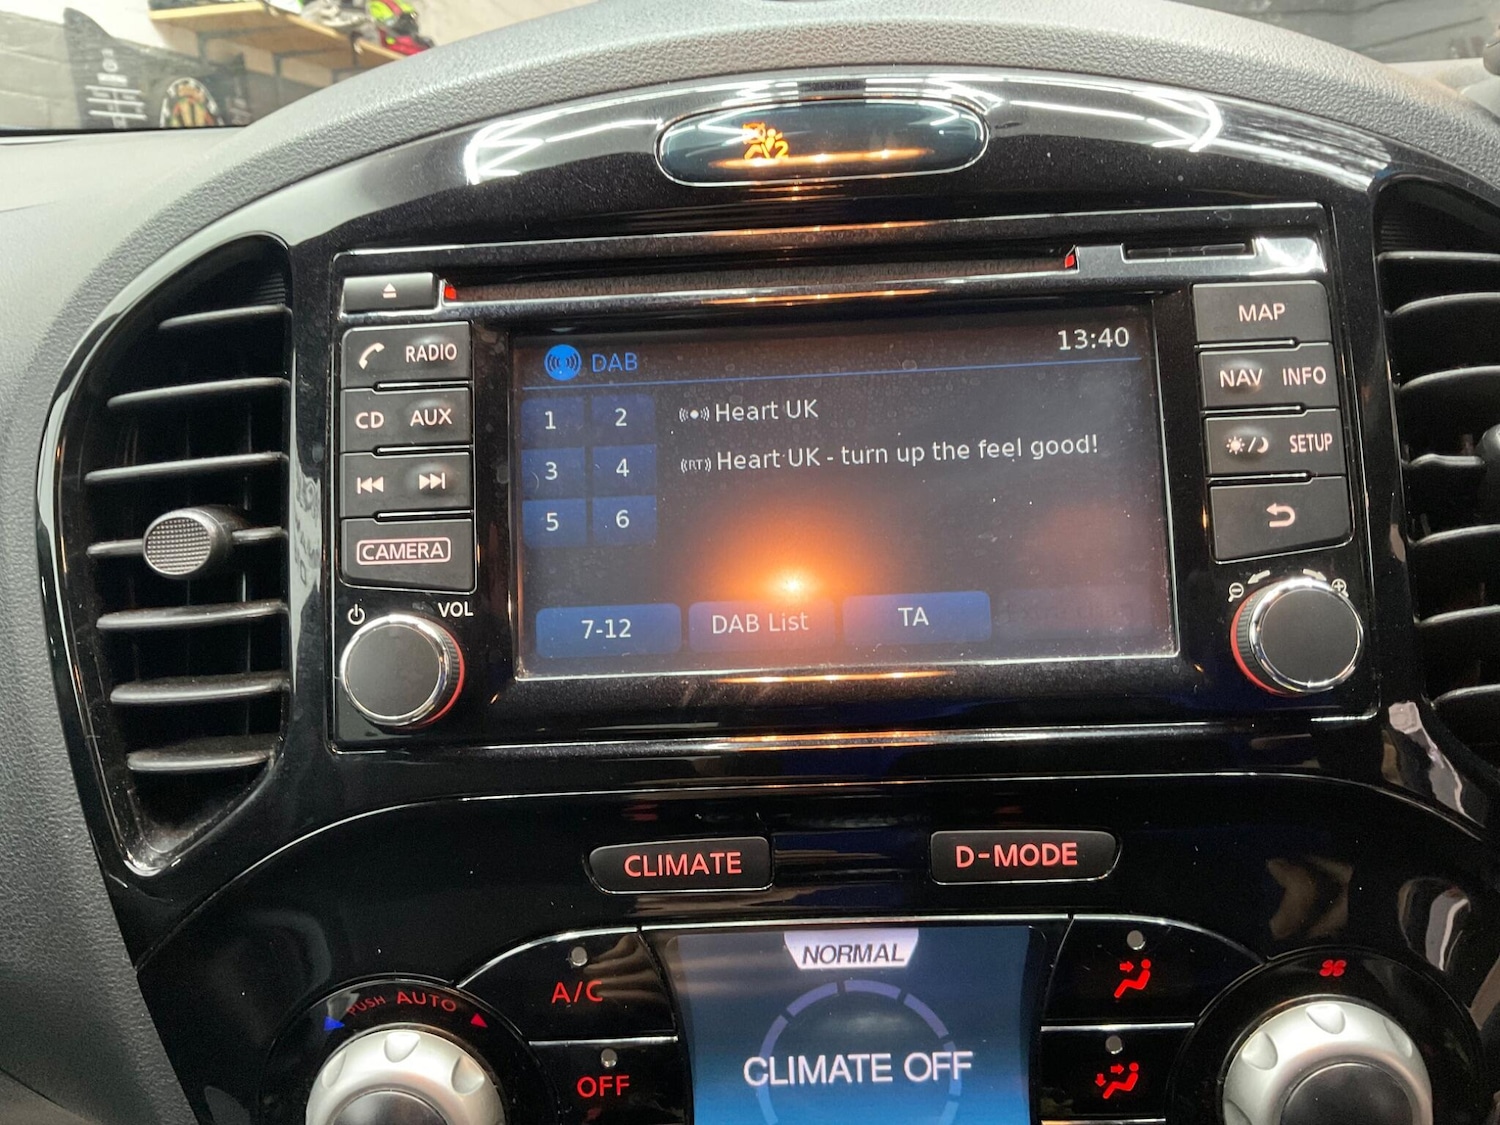 2
RADIO
CD AUX
CAMERA
VOL
DAB
13:40
1 2
3 4
5 6
Heart UK
(RT) Heart UK - turn up the feel good!
7-12
DAB List
TA
MAP
NAV INFO
SETUP
CLIMATE
D-MODE
PUSH AUTO
A/C
OFF
NORMAL
CLIMATE OFF